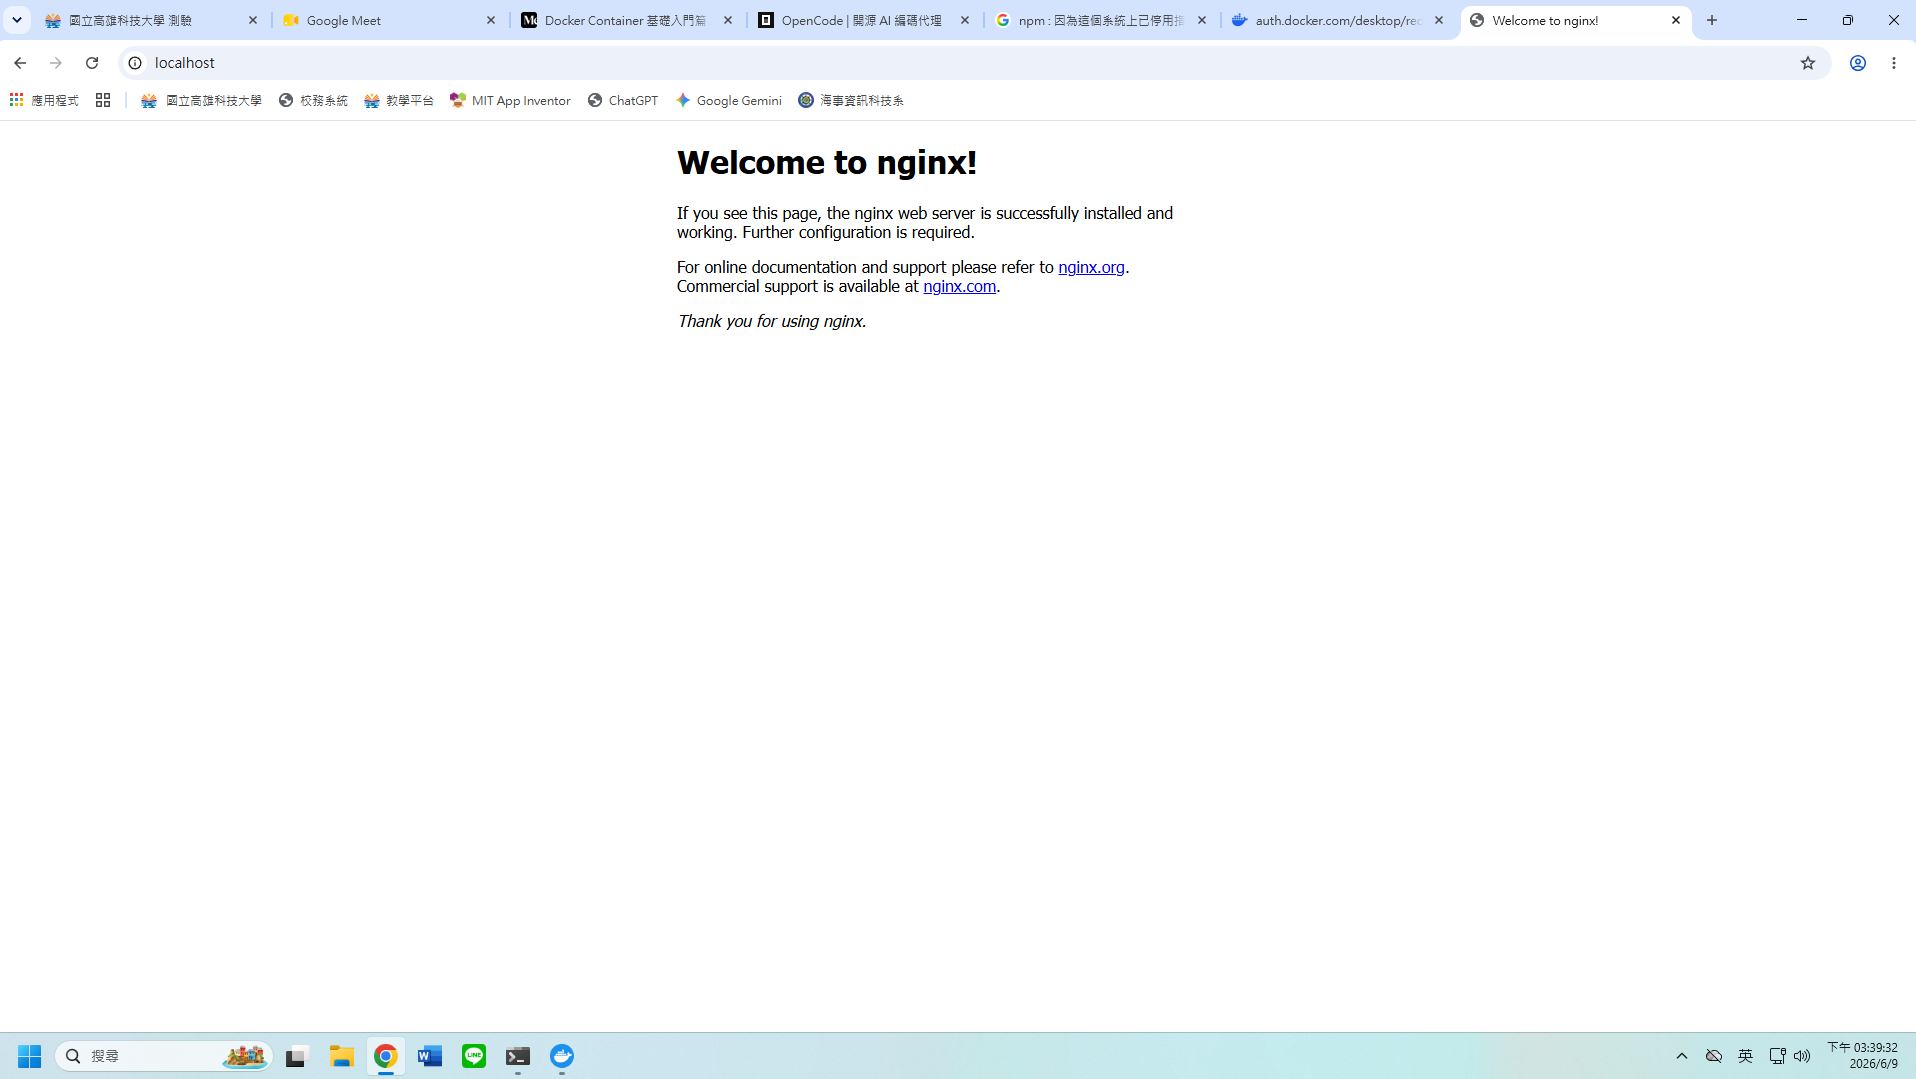 國立高雄科技大學 測驗
Google Meet
Docker Container 基礎入門篇
OpenCode | 開源 AI 編碼代理
npm : 因為這個系統上已停用指
auth.docker.com/desktop/rec
Welcome to nginx!
localhost
應用程式
國立高雄科技大學
校務系統
教學平台
MIT App Inventor
ChatGPT
Google Gemini
海事資訊科技系
Welcome to nginx!
If you see this page, the nginx web server is successfully installed and
working. Further configuration is required.
For online documentation and support please refer to nginx.org.
Commercial support is available at nginx.com.
Thank you for using nginx.
搜尋
英
下午 03:39:32
2026/6/9